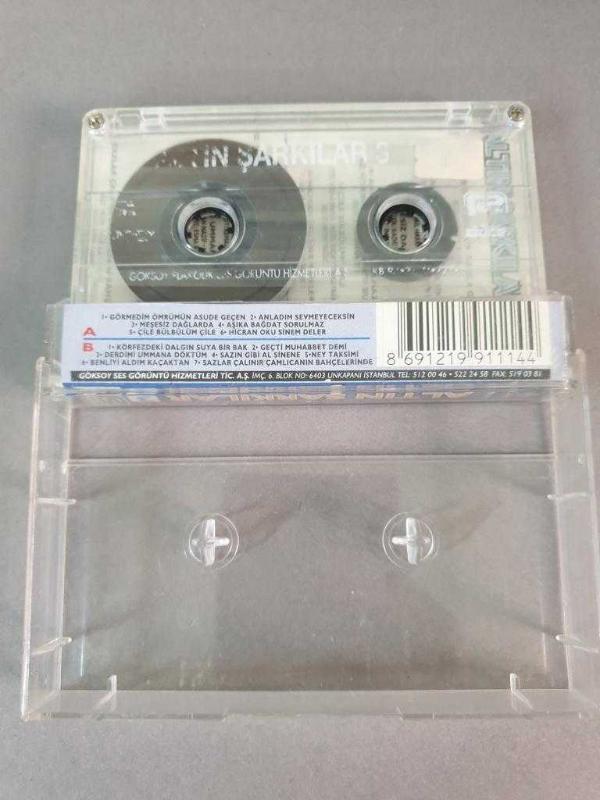 ALTIN ŞARKILAR 3
GÖKSOY PLAKÇILIK SES GÖRÜNTÜ HİZMETLERİ A.Ş.
A
1- GÖRMEDİM ÖMRÜMÜN ASUDE GEÇEN 2- ANLADIM SEVMEYECEKSİN
3- MEŞESİZ DAĞLARDA 4- AŞIKA BAĞDAT SORULMAZ
5- ÇİLE BÜLBÜLÜM ÇİLE 6- HİCRAN OKU SİNEM DELER
B
1- KÖRFEZDEKİ DALGIN SUYA BİR BAK 2- GEÇTİ MUHABBET DEMİ
3- DERDİMİ UMMANA DÖKTÜM 4- SAZIN GİBİ AL SİNENE 5- NEY TAKSİMİ
6- BENLİYİ ALDIM KAÇAKTAN 7- SAZLAR ÇALINIR ÇAMLICANIN BAHÇELERİNDE
8 691219 911144
GÖKSOY SES GÖRÜNTÜ HİZMETLERİ TİC. A.Ş. İMÇ. 6. BLOK NO: 6403 UNKAPANI İSTANBUL TEL: 512 00 46 • 522 24 58 FAX: 519 03 81
ALTIN ŞARKILAR 3